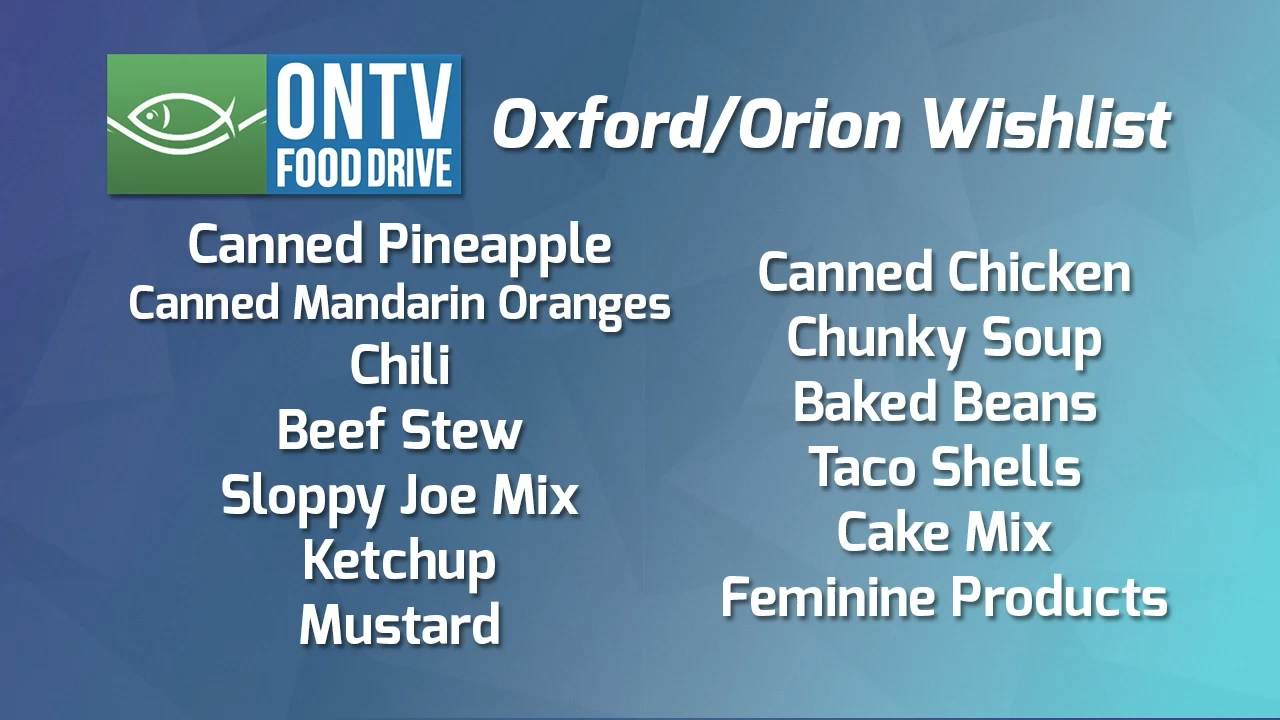 ONTV
FOOD DRIVE
Oxford/Orion Wishlist
Canned Pineapple
Canned Mandarin Oranges
Chili
Beef Stew
Sloppy Joe Mix
Ketchup
Mustard
Canned Chicken
Chunky Soup
Baked Beans
Taco Shells
Cake Mix
Feminine Products